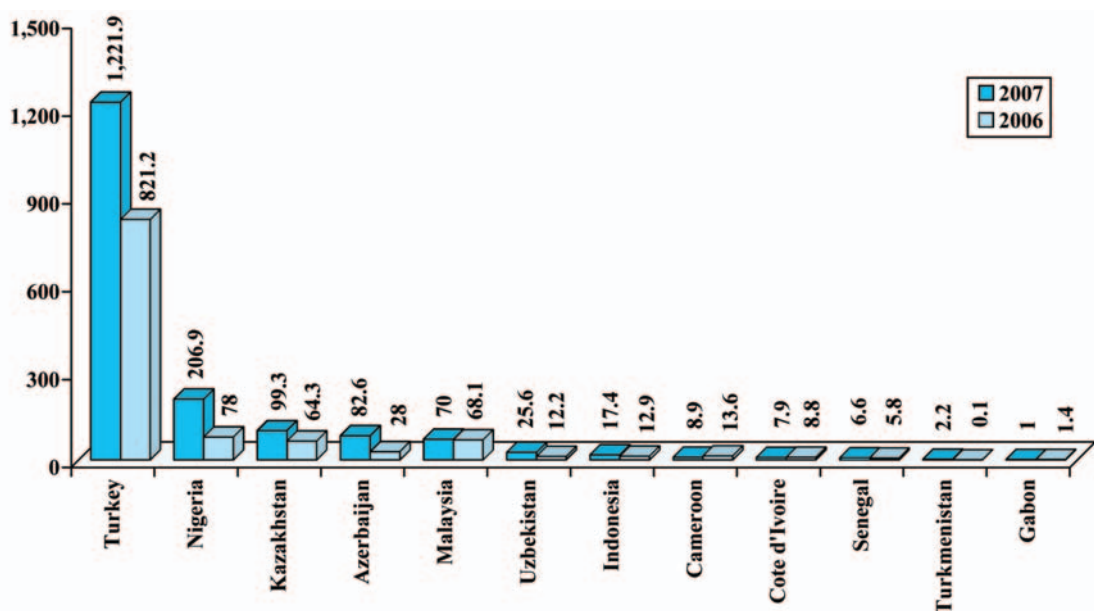 1,500
1,200
900
600
300
0
1,221.9
821.2
206.9
78
99.3
64.3
82.6
28
70
68.1
25.6
12.2
17.4
12.9
8.9
13.6
7.9
8.8
6.6
5.8
2.2
0.1
1
1.4
2007
2006
Turkey
Nigeria
Kazakhstan
Azerbaijan
Malaysia
Uzbekistan
Indonesia
Cameroon
Cote d'Ivoire
Senegal
Turkmenistan
Gabon